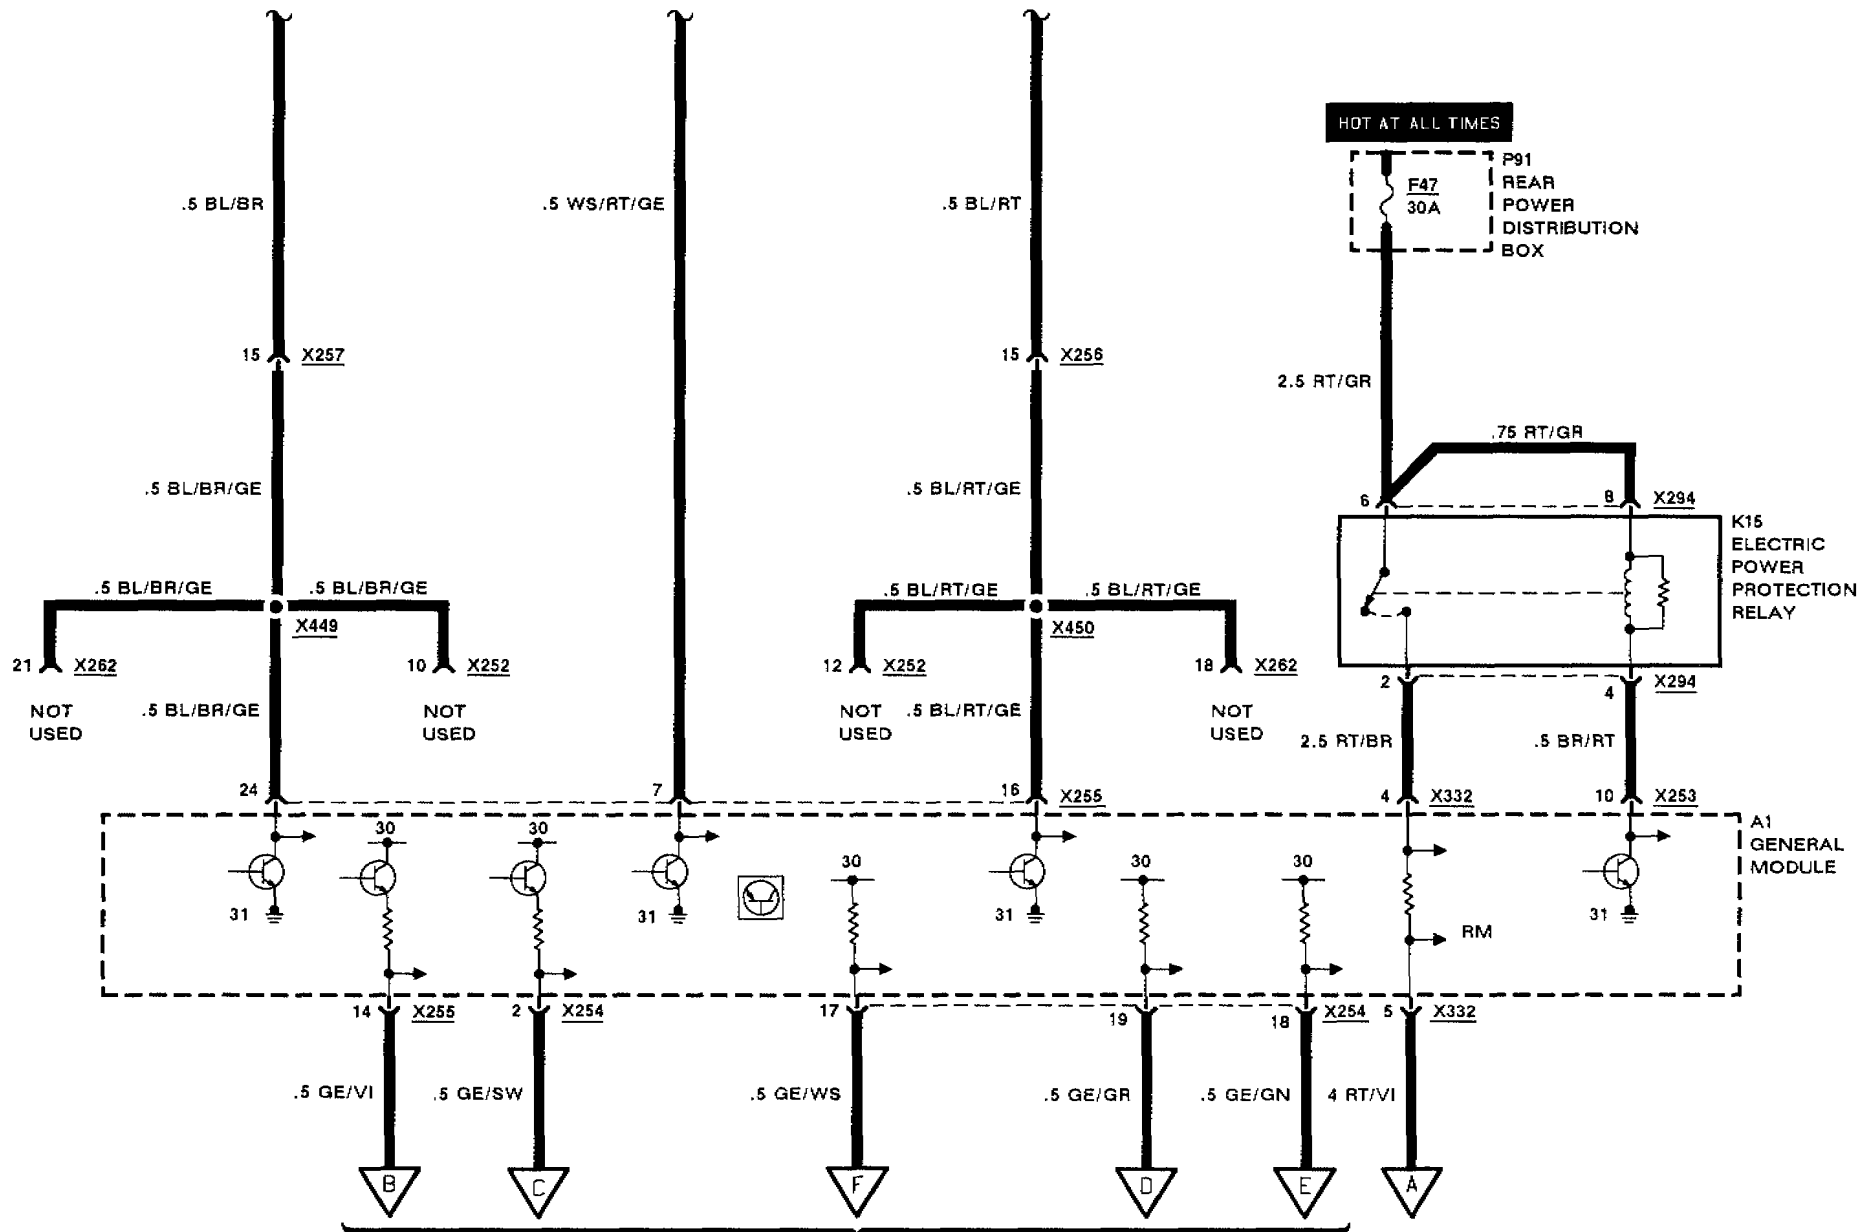 HOT AT ALL TIMES
P91
REAR
POWER
DISTRIBUTION
BOX
F47
30A
.5 BL/BR
.5 WS/RT/GE
.5 BL/RT
15 X257
15 X256
2.5 RT/GR
.75 RT/GR
.5 BL/BR/GE
.5 BL/RT/GE
6
8 X294
K15
ELECTRIC
POWER
PROTECTION
RELAY
.5 BL/BR/GE
.5 BL/BR/GE
.5 BL/RT/GE
.5 BL/RT/GE
X449
X450
21 X262
10 X252
12 X252
18 X262
2
4 X294
NOT
USED
.5 BL/BR/GE
NOT
USED
NOT
USED
.5 BL/RT/GE
NOT
USED
2.5 RT/BR
.5 BR/RT
24
7
16 X255
4 X332
10 X253
A1
GENERAL
MODULE
30
30
30
30
30
31
31
31
31
RM
14 X255
2 X254
17
19
18 X254
5 X332
.5 GE/VI
.5 GE/SW
.5 GE/WS
.5 GE/GR
.5 GE/GN
4 RT/VI
B
C
F
D
E
A